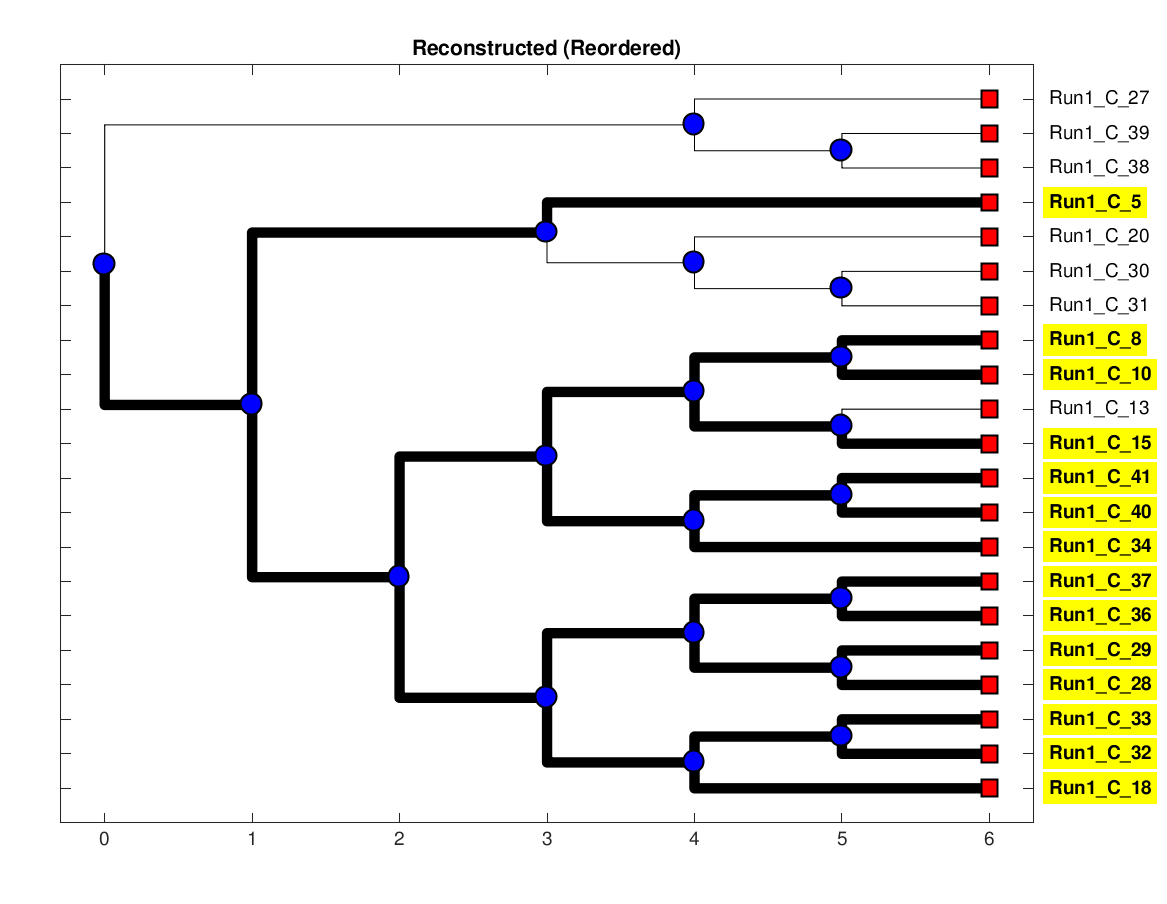 Reconstructed (Reordered)
Run1_C_27
Run1_C_39
Run1_C_38
Run1_C_5
Run1_C_20
Run1_C_30
Run1_C_31
Run1_C_8
Run1_C_10
Run1_C_13
Run1_C_15
Run1_C_41
Run1_C_40
Run1_C_34
Run1_C_37
Run1_C_36
Run1_C_29
Run1_C_28
Run1_C_33
Run1_C_32
Run1_C_18
0 1 2 3 4 5 6